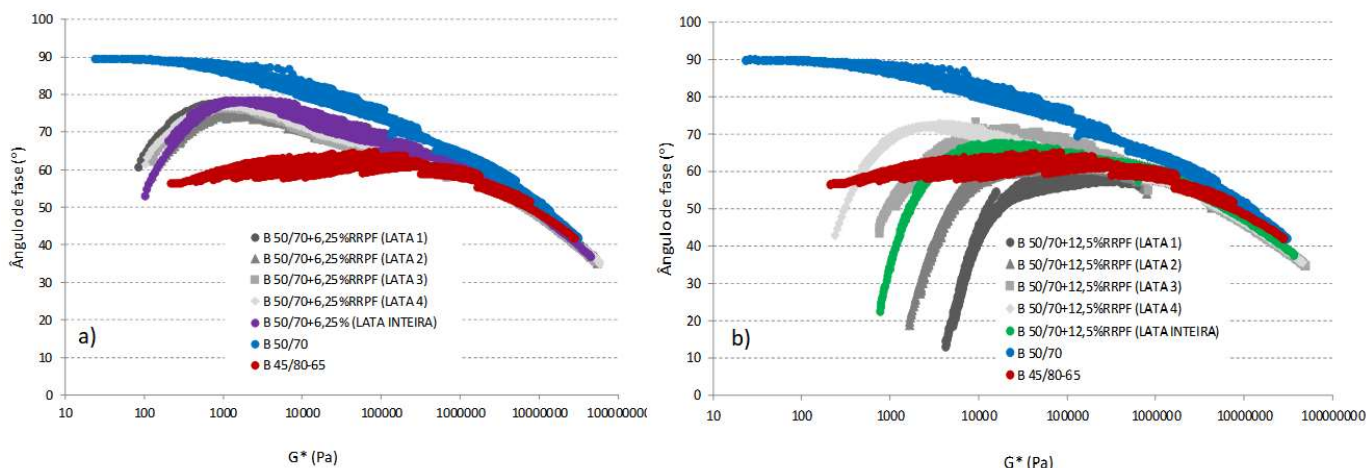 100
90
80
70
60
50
40
30
20
10
0
Ângulo de fase (°)
a)
B 50/70+6,25%RRPF (LATA 1)
B 50/70+6,25%RRPF (LATA 2)
B 50/70+6,25%RRPF (LATA 3)
B 50/70+6,25%RRPF (LATA 4)
B 50/70+6,25% (LATA INTEIRA)
B 50/70
B 45/80-65
10 100 1000 10000 100000 1000000 10000000 100000000
G* (Pa)
100
90
80
70
60
50
40
30
20
10
0
Ângulo de fase (°)
b)
B 50/70+12,5%RRPF (LATA 1)
B 50/70+12,5%RRPF (LATA 2)
B 50/70+12,5%RRPF (LATA 3)
B 50/70+12,5%RRPF (LATA 4)
B 50/70+12,5%RRPF (LATA INTEIRA)
B 50/70
B 45/80-65
10 100 1000 10000 100000 1000000 10000000 100000000
G* (Pa)